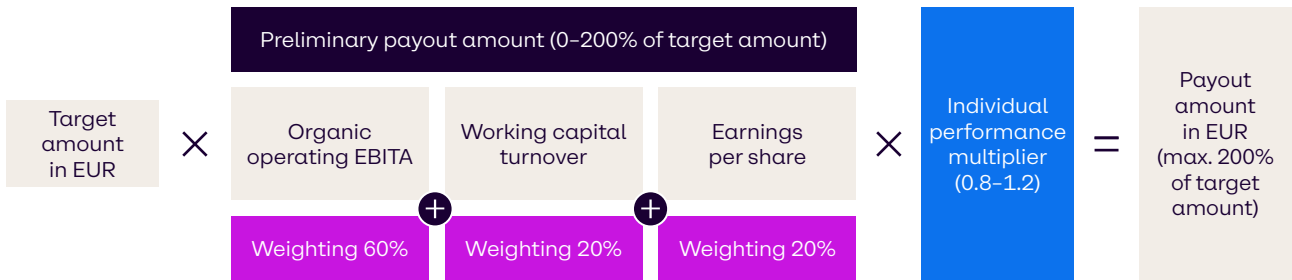 Preliminary payout amount (0–200% of target amount)
Target
amount
in EUR
×
Organic
operating EBITA
+
Working capital
turnover
+
Earnings
per share
Weighting 60%
Weighting 20%
Weighting 20%
×
Individual
performance
multiplier
(0.8–1.2)
=
Payout
amount
in EUR
(max. 200%
of target
amount)